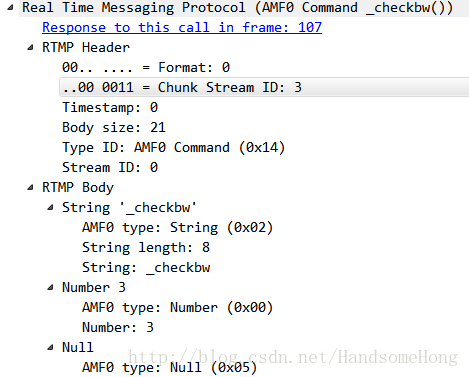 Real Time Messaging Protocol (AMF0 Command _checkbw())
Response to this call in frame: 107
RTMP Header
00.. .... = Format: 0
..00 0011 = Chunk Stream ID: 3
Timestamp: 0
Body size: 21
Type ID: AMF0 Command (0x14)
Stream ID: 0
RTMP Body
String '_checkbw'
AMF0 type: String (0x02)
String length: 8
String: _checkbw
Number 3
AMF0 type: Number (0x00)
Number: 3
Null
http://blog.csdn.net/HandsomeHong
AMF0 type: Null (0x05)